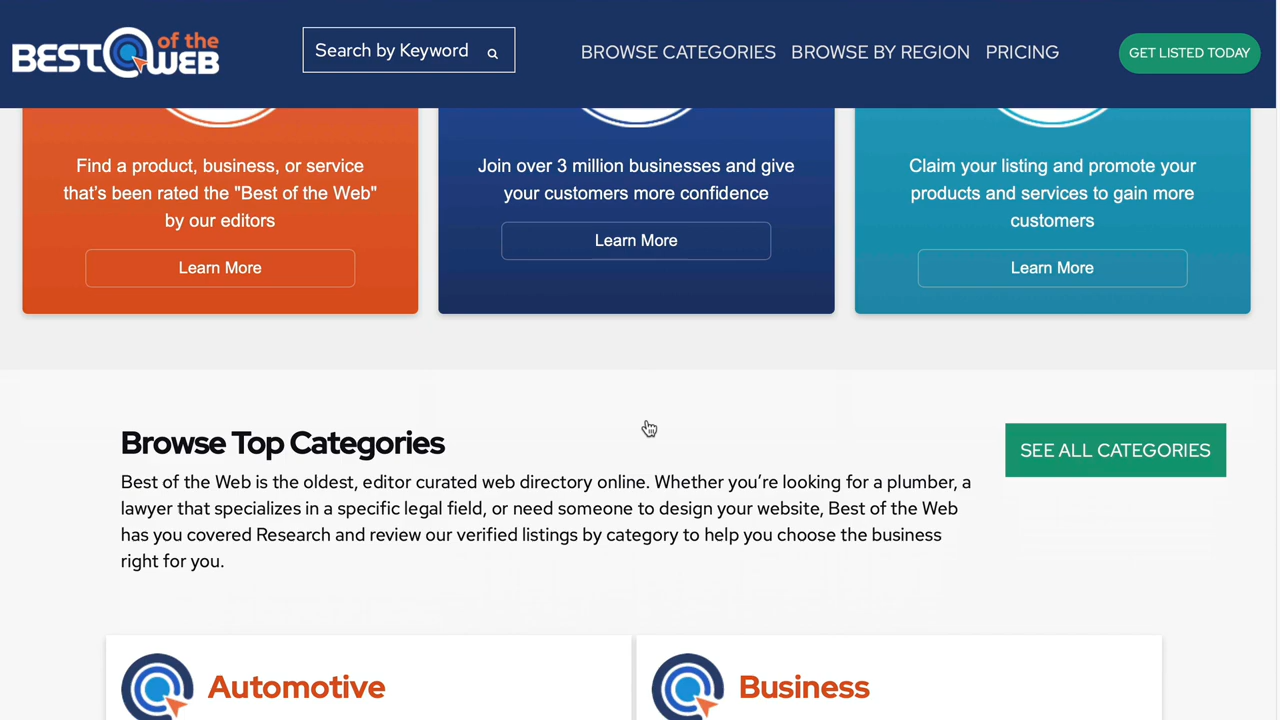 BEST of the WEB
Search by Keyword
BROWSE CATEGORIES
BROWSE BY REGION
PRICING
GET LISTED TODAY
Find a product, business, or service
that's been rated the "Best of the Web"
by our editors
Learn More
Join over 3 million businesses and give
your customers more confidence
Learn More
Claim your listing and promote your
products and services to gain more
customers
Learn More
Browse Top Categories
SEE ALL CATEGORIES
Best of the Web is the oldest, editor curated web directory online. Whether you’re looking for a plumber, a
lawyer that specializes in a specific legal field, or need someone to design your website, Best of the Web
has you covered Research and review our verified listings by category to help you choose the business
right for you.
Automotive
Business